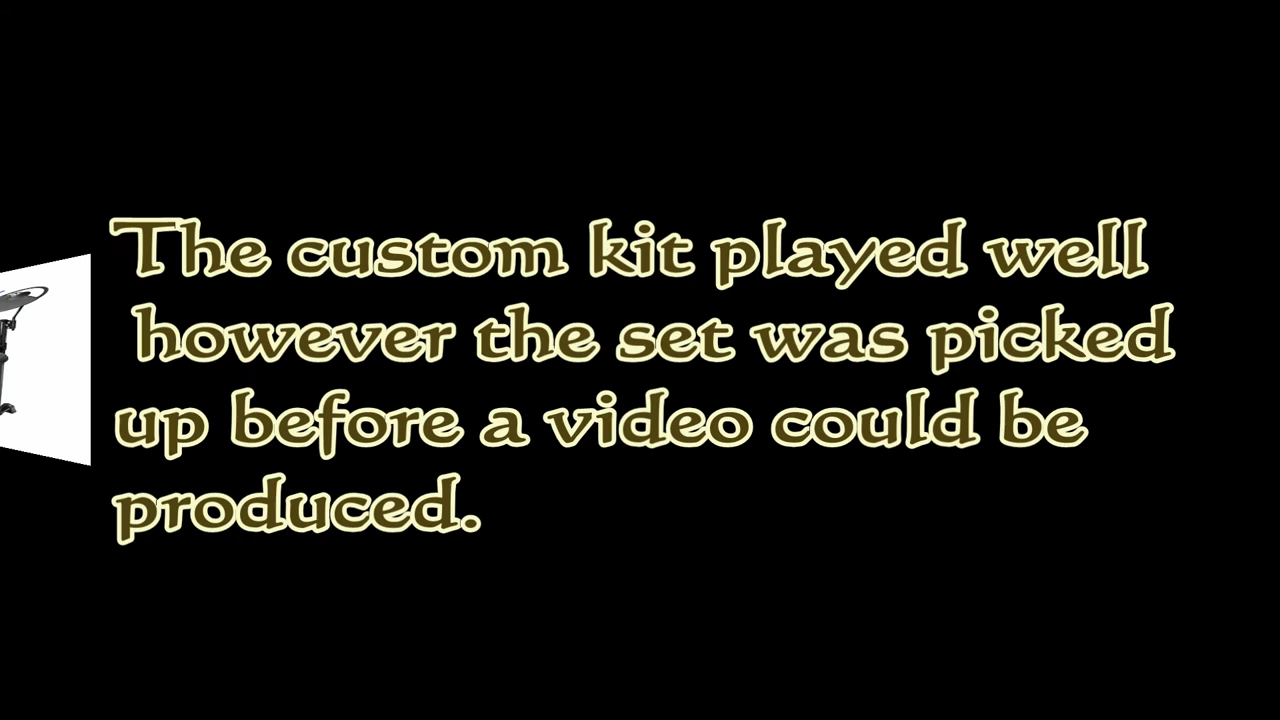 The custom kit played well
however the set was picked
up before a video could be
produced.